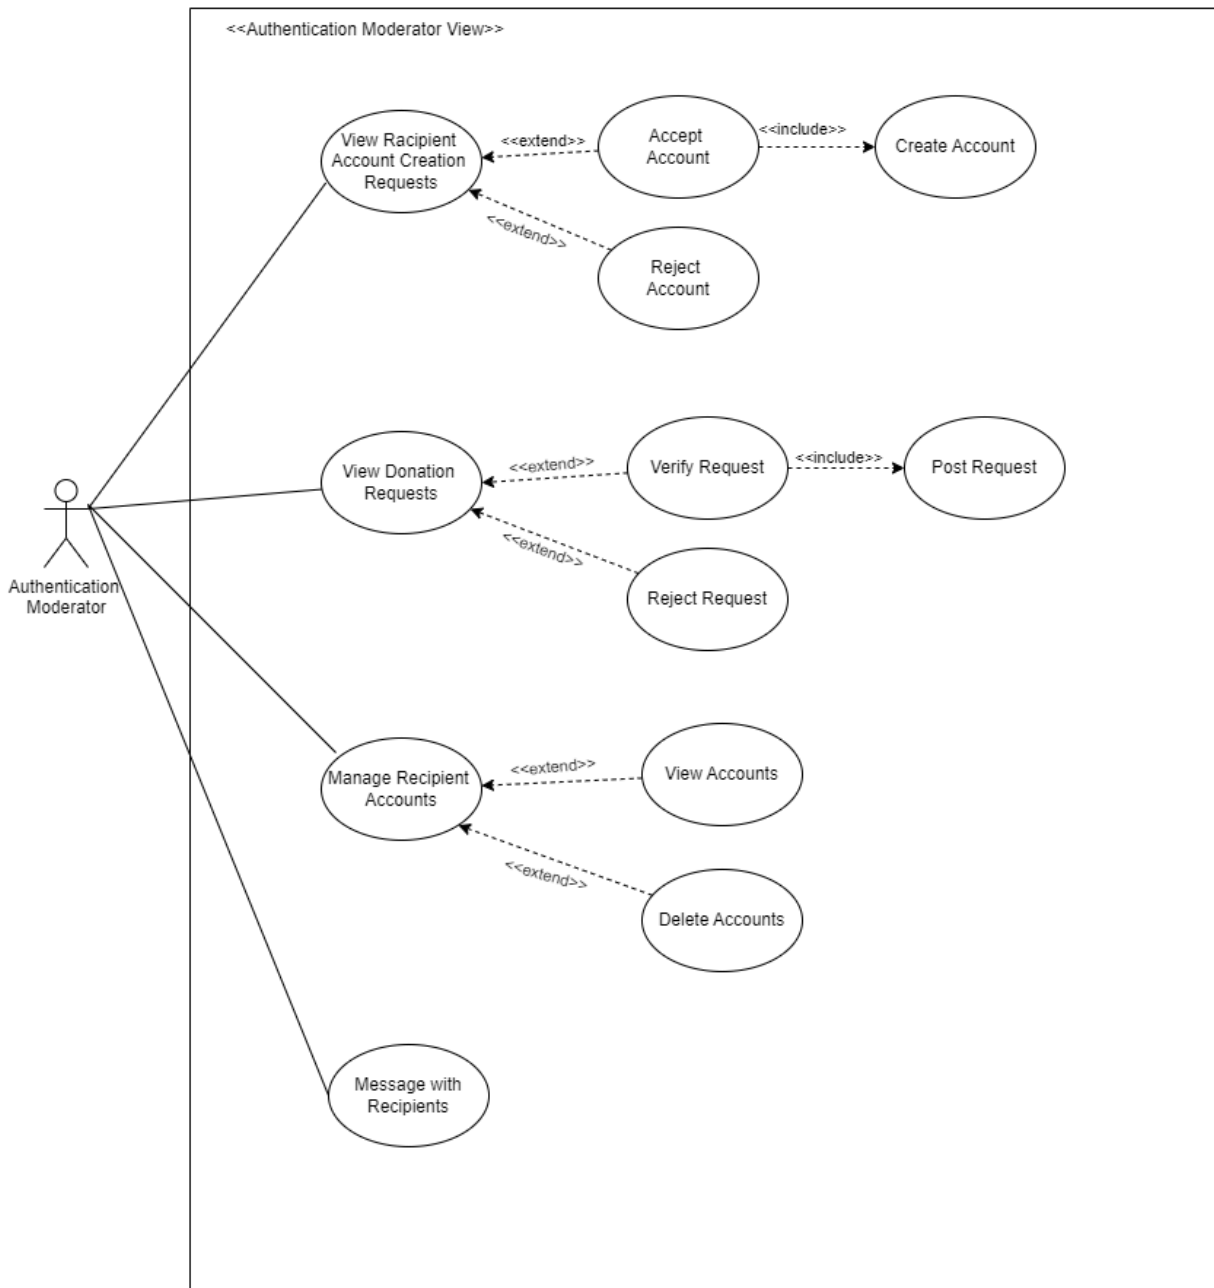 <<Authentication Moderator View>>
View Racipient
Account Creation
Requests
<<extend>>
Accept
Account
<<include>>
Create Account
<<extend>>
Reject
Account
View Donation
Requests
<<extend>>
Verify Request
<<include>>
Post Request
<<extend>>
Reject Request
Authentication
Moderator
Manage Recipient
Accounts
<<extend>>
View Accounts
<<extend>>
Delete Accounts
Message with
Recipients